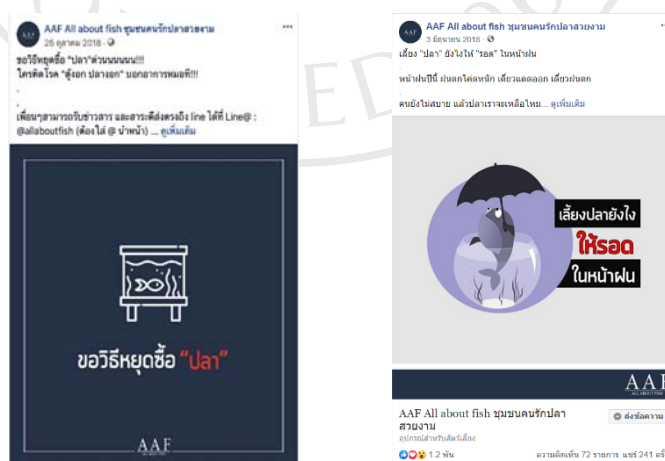 AAF All about fish ชุมชนคนรักปลาสวยงาม
26 ตุลาคม 2018
ขอวิธีหยุดซื้อ "ปลา"ด่วนนนนนน!!!
ใครติดโรค "ตู้งอก ปลางอก" บอกอาการหมอที!!!
.
.
เพื่อนๆสามารถรับข่าวสาร และสาระดีส่งตรงถึง line ได้ที่ Line@ :
@allaboutfish (ต้องใส่ @ นำหน้า) ... ดูเพิ่มเติม
ขอวิธีหยุดซื้อ "ปลา"
AAF
AAF All about fish ชุมชนคนรักปลาสวยงาม
3 มิถุนายน 2018
เลี้ยง "ปลา" ยังไงให้ "รอด" ในหน้าฝน
.
หน้าฝนปีนี้ ฝนตกโคตหนัก เดี๋ยวแดดออก เดี๋ยวฝนตก
.
คนยังไม่สบาย แล้วปลาเราจะเหลือไหม... ดูเพิ่มเติม
เลี้ยงปลายังไง
ให้รอด
ในหน้าฝน
AAF
ALL ABOUT FISH
AAF All about fish ชุมชนคนรักปลา
สวยงาม
อุปกรณ์สำหรับสัตว์เลี้ยง
ส่งข้อความ
1.2 พัน
ความคิดเห็น 72 รายการ แชร์ 241 ครั้